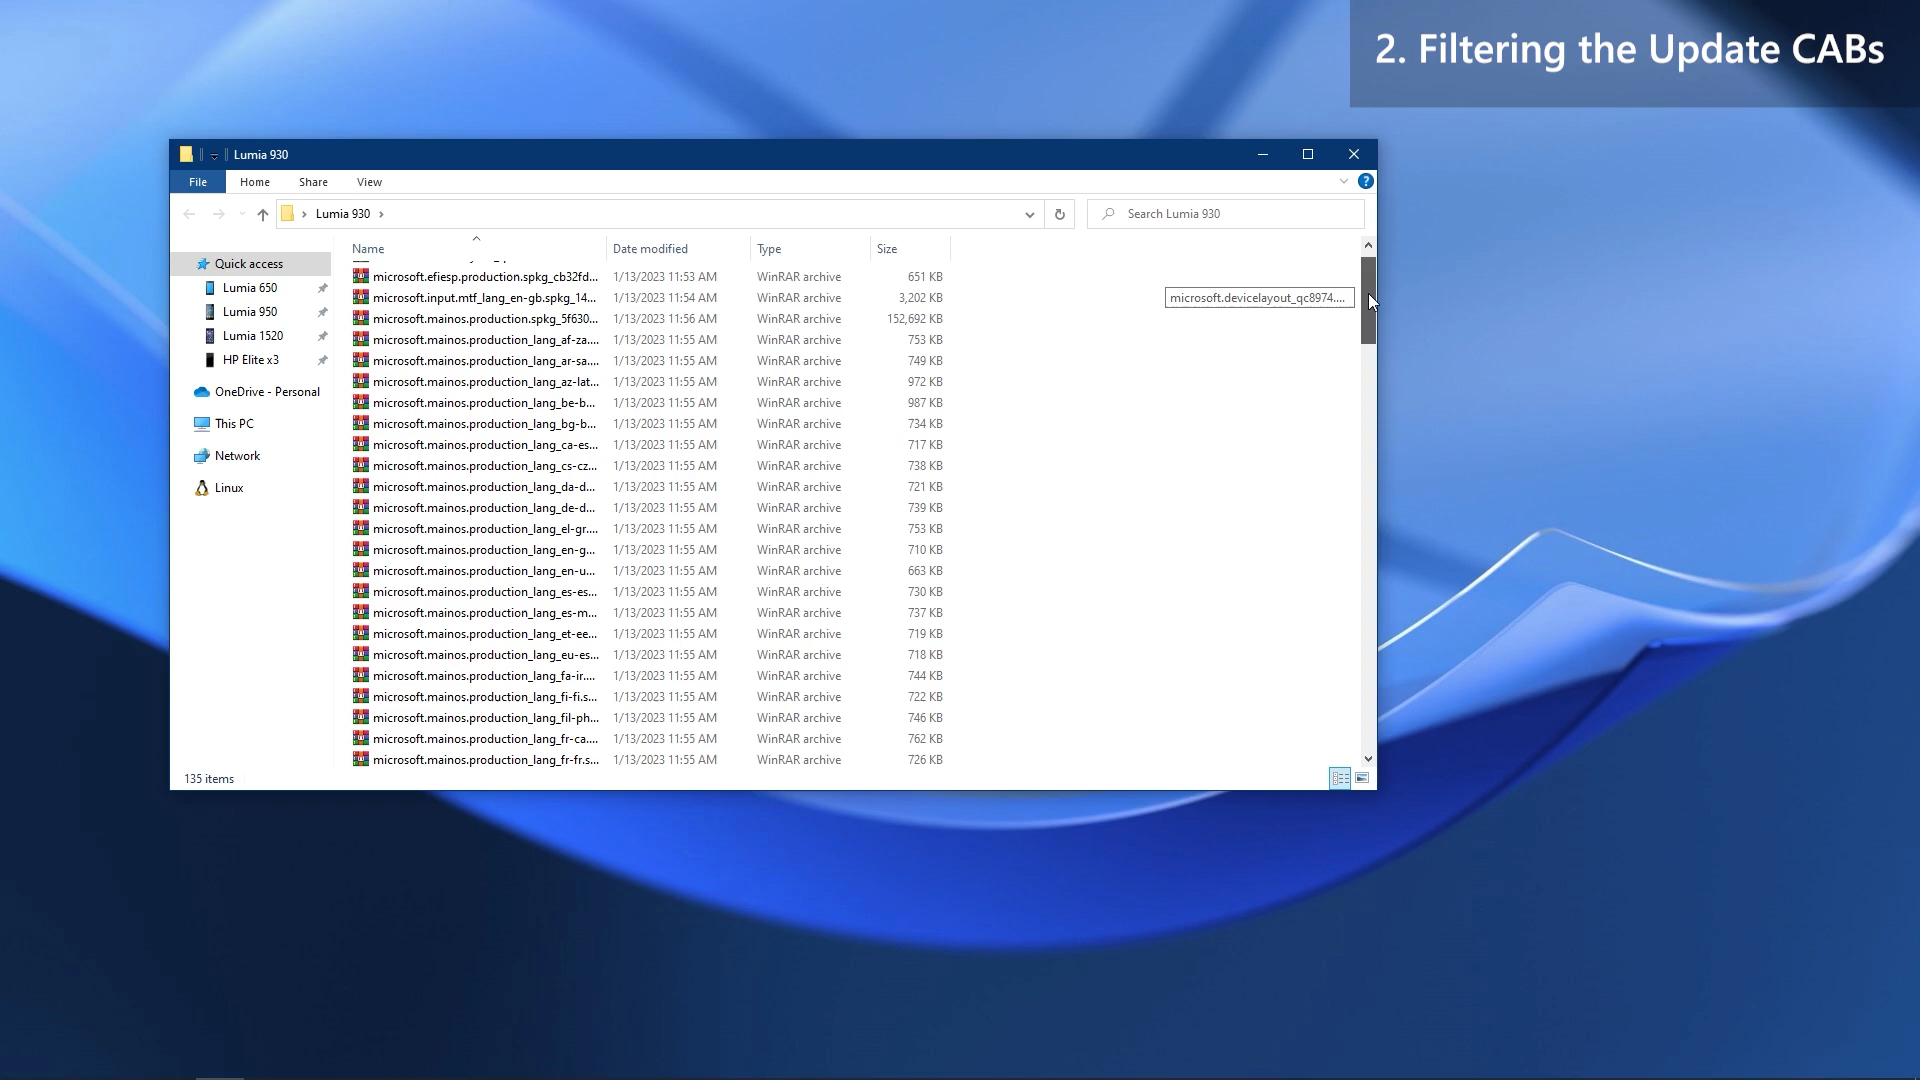 2. Filtering the Update CABs
Lumia 930
File Home Share View
Lumia 930
Search Lumia 930
Name Date modified Type Size
Quick access
Lumia 650
Lumia 950
Lumia 1520
HP Elite x3
OneDrive - Personal
This PC
Network
Linux
microsoft.efiesp.production.spkg_cb32fd... 1/13/2023 11:53 AM WinRAR archive 651 KB
microsoft.input.mtf_lang_en-gb.spkg_14... 1/13/2023 11:54 AM WinRAR archive 3,202 KB
microsoft.devicelayout_qc8974....
microsoft.mainos.production.spkg_5f630... 1/13/2023 11:56 AM WinRAR archive 152,692 KB
microsoft.mainos.production_lang_af-za.... 1/13/2023 11:55 AM WinRAR archive 753 KB
microsoft.mainos.production_lang_ar-sa.... 1/13/2023 11:55 AM WinRAR archive 749 KB
microsoft.mainos.production_lang_az-lat... 1/13/2023 11:55 AM WinRAR archive 972 KB
microsoft.mainos.production_lang_be-b... 1/13/2023 11:55 AM WinRAR archive 987 KB
microsoft.mainos.production_lang_bg-b... 1/13/2023 11:55 AM WinRAR archive 734 KB
microsoft.mainos.production_lang_ca-es... 1/13/2023 11:55 AM WinRAR archive 717 KB
microsoft.mainos.production_lang_cs-cz... 1/13/2023 11:55 AM WinRAR archive 738 KB
microsoft.mainos.production_lang_da-d... 1/13/2023 11:55 AM WinRAR archive 721 KB
microsoft.mainos.production_lang_de-d... 1/13/2023 11:55 AM WinRAR archive 739 KB
microsoft.mainos.production_lang_el-gr.... 1/13/2023 11:55 AM WinRAR archive 753 KB
microsoft.mainos.production_lang_en-g... 1/13/2023 11:55 AM WinRAR archive 710 KB
microsoft.mainos.production_lang_en-u... 1/13/2023 11:55 AM WinRAR archive 663 KB
microsoft.mainos.production_lang_es-es... 1/13/2023 11:55 AM WinRAR archive 730 KB
microsoft.mainos.production_lang_es-m... 1/13/2023 11:55 AM WinRAR archive 737 KB
microsoft.mainos.production_lang_et-ee... 1/13/2023 11:55 AM WinRAR archive 719 KB
microsoft.mainos.production_lang_eu-es... 1/13/2023 11:55 AM WinRAR archive 718 KB
microsoft.mainos.production_lang_fa-ir.... 1/13/2023 11:55 AM WinRAR archive 744 KB
microsoft.mainos.production_lang_fi-fi.s... 1/13/2023 11:55 AM WinRAR archive 722 KB
microsoft.mainos.production_lang_fil-ph... 1/13/2023 11:55 AM WinRAR archive 746 KB
microsoft.mainos.production_lang_fr-ca.... 1/13/2023 11:55 AM WinRAR archive 762 KB
microsoft.mainos.production_lang_fr-fr.s... 1/13/2023 11:55 AM WinRAR archive 726 KB
135 items